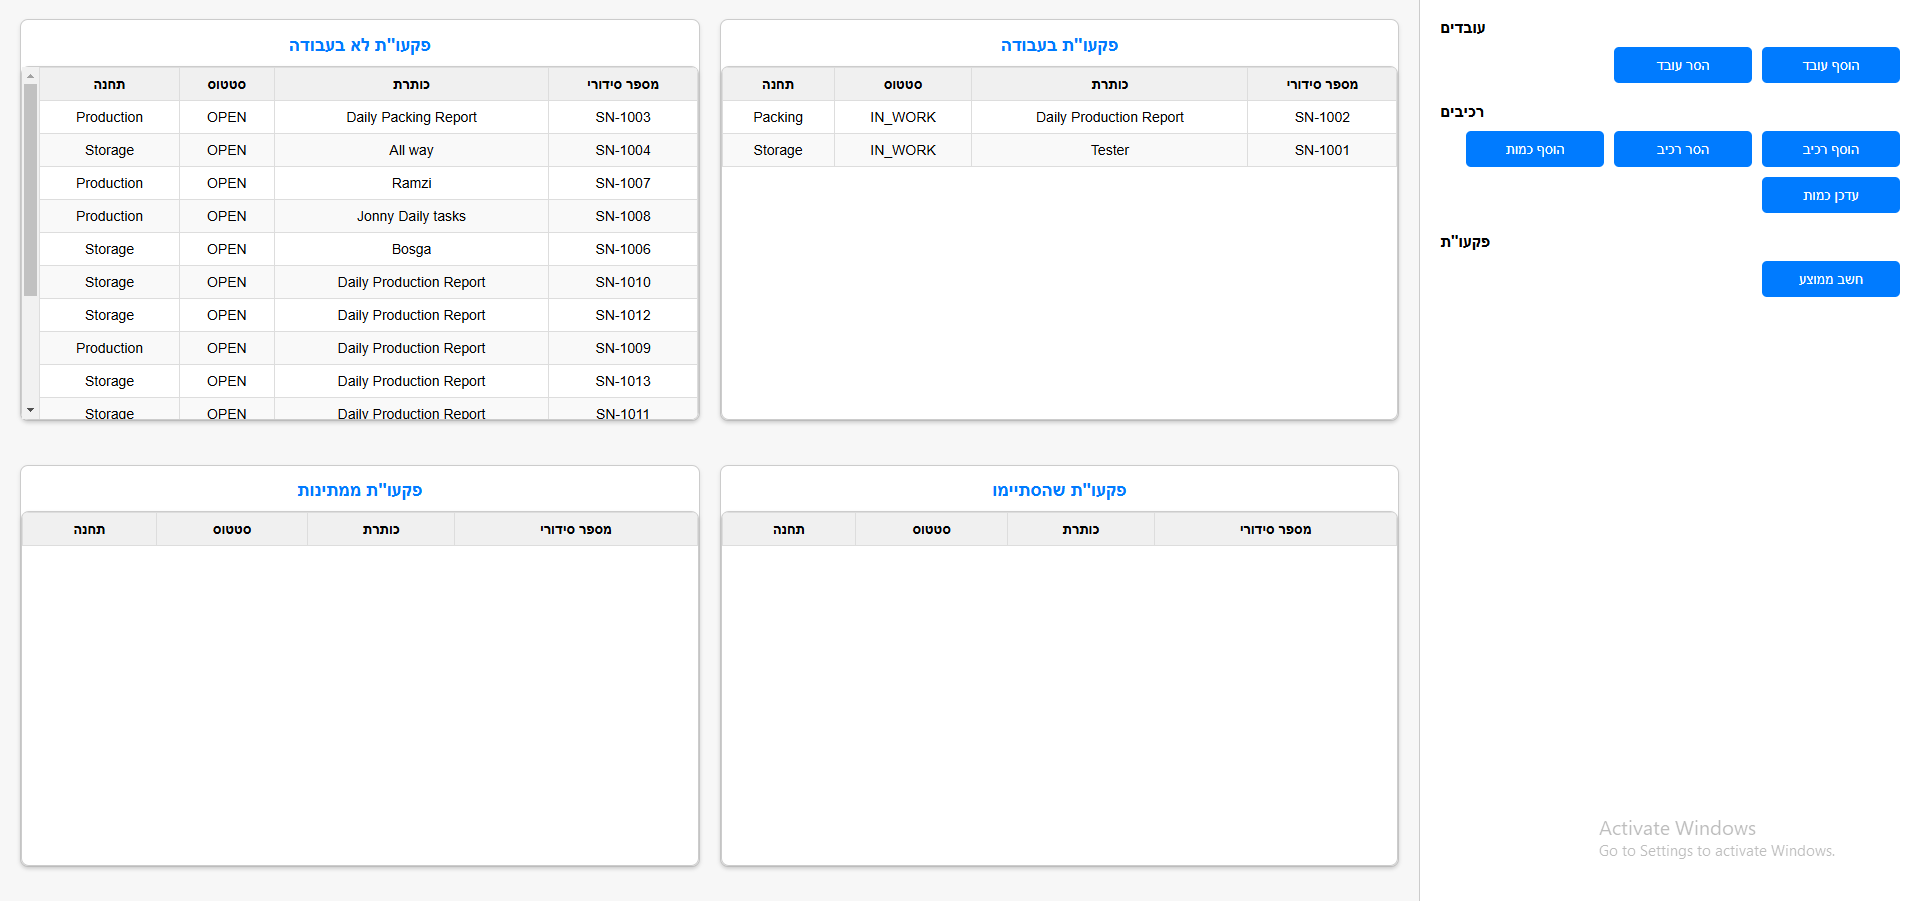 עובדים
הוסף עובד הסר עובד
רכיבים
הוסף רכיב הסר רכיב הוסף כמות
עדכן כמות
פקעו"ת
חשב ממוצע
פקעו"ת בעבודה
מספר סידורי כותרת סטטוס תחנה
SN-1002 Daily Production Report IN_WORK Packing
SN-1001 Tester IN_WORK Storage
פקעו"ת לא בעבודה
מספר סידורי כותרת סטטוס תחנה
SN-1003 Daily Packing Report OPEN Production
SN-1004 All way OPEN Storage
SN-1007 Ramzi OPEN Production
SN-1008 Jonny Daily tasks OPEN Production
SN-1006 Bosga OPEN Storage
SN-1010 Daily Production Report OPEN Storage
SN-1012 Daily Production Report OPEN Storage
SN-1009 Daily Production Report OPEN Production
SN-1013 Daily Production Report OPEN Storage
SN-1011 Daily Production Report OPEN Storage
פקעו"ת שהסתיימו
מספר סידורי כותרת סטטוס תחנה
פקעו"ת ממתינות
מספר סידורי כותרת סטטוס תחנה
Activate Windows
Go to Settings to activate Windows.